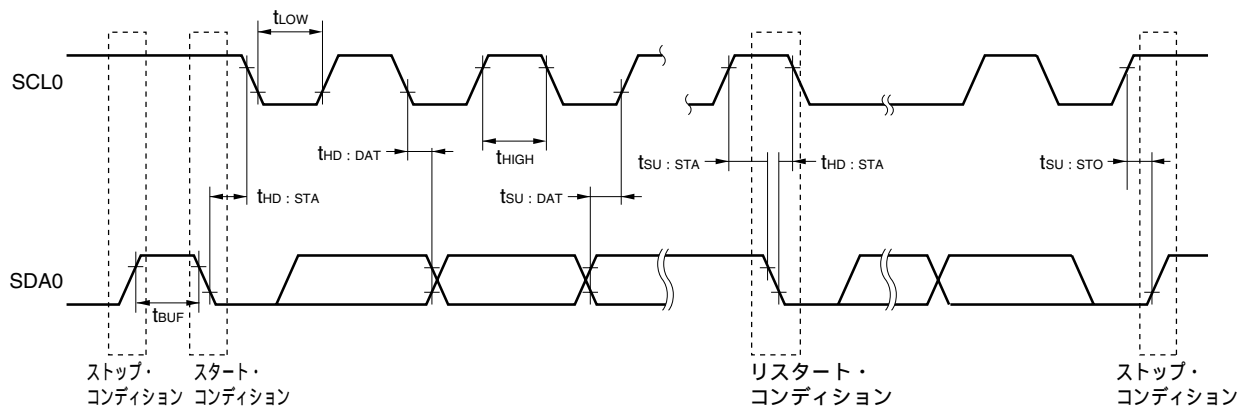 tLOW
SCL0
tHD : DAT
tHIGH
tSU : STA
tHD : STA
tSU : STO
tHD : STA
tSU : DAT
SDA0
tBUF
ストップ・
コンディション
スタート・
コンディション
リスタート・
コンディション
ストップ・
コンディション